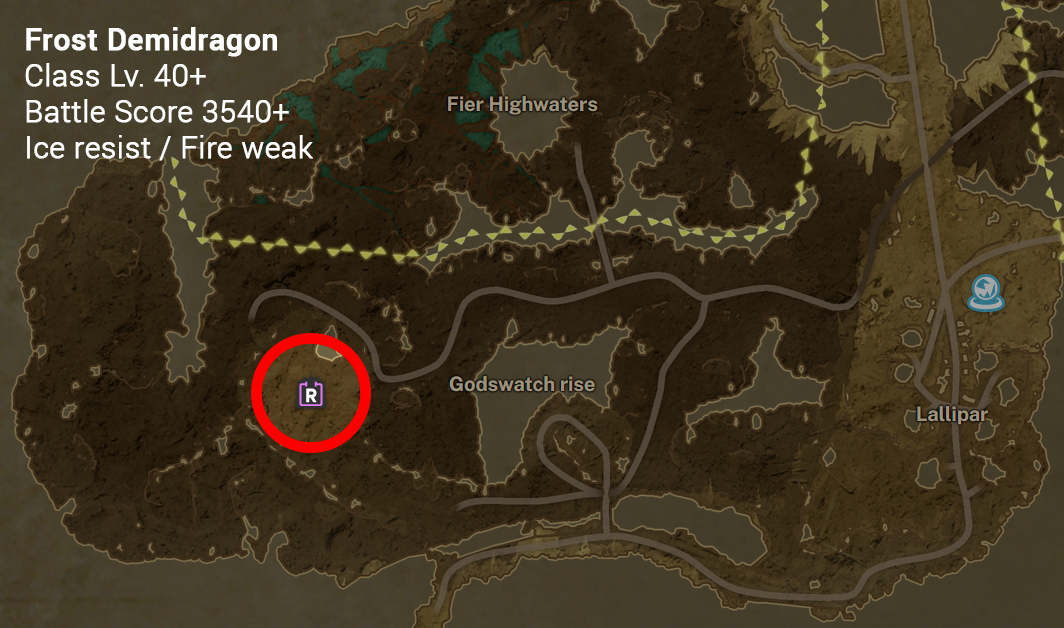 Frost Demidragon
Class Lv. 40+
Battle Score 3540+
Ice resist / Fire weak
Fier Highwaters
Godswatch rise
R
Lallipar